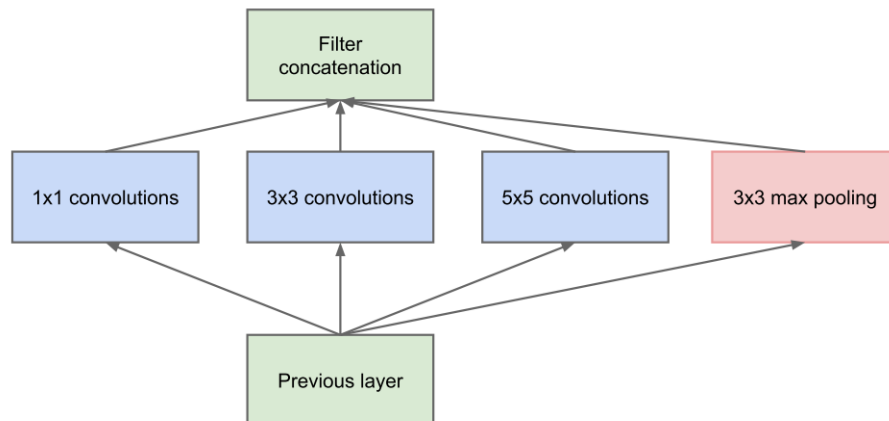 Filter
concatenation
1x1 convolutions
3x3 convolutions
5x5 convolutions
3x3 max pooling
Previous layer